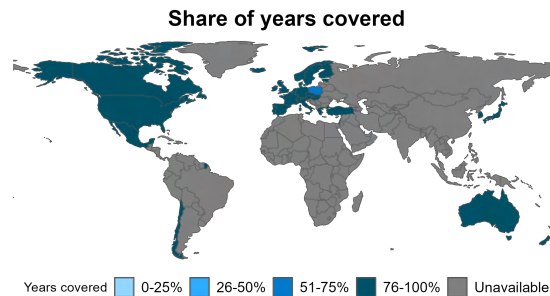 Share of years covered
Years covered 0-25% 26-50% 51-75% 76-100% Unavailable